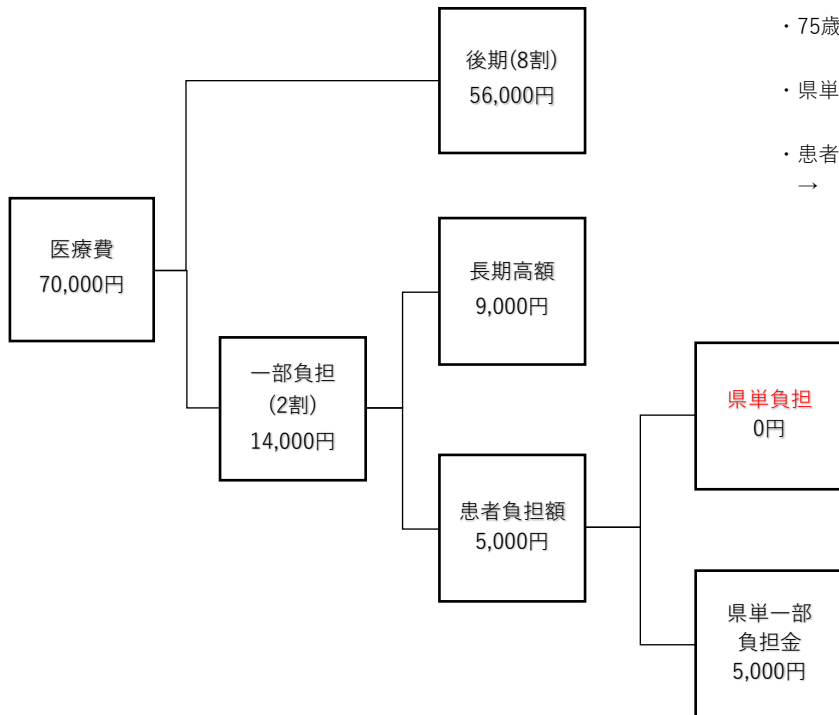 後期(8割)
56,000円
・75歳
・県単
・患者
→
医療費
70,000円
長期高額
9,000円
一部負担
(2割)
14,000円
県単負担
0円
患者負担額
5,000円
県単一部
負担金
5,000円